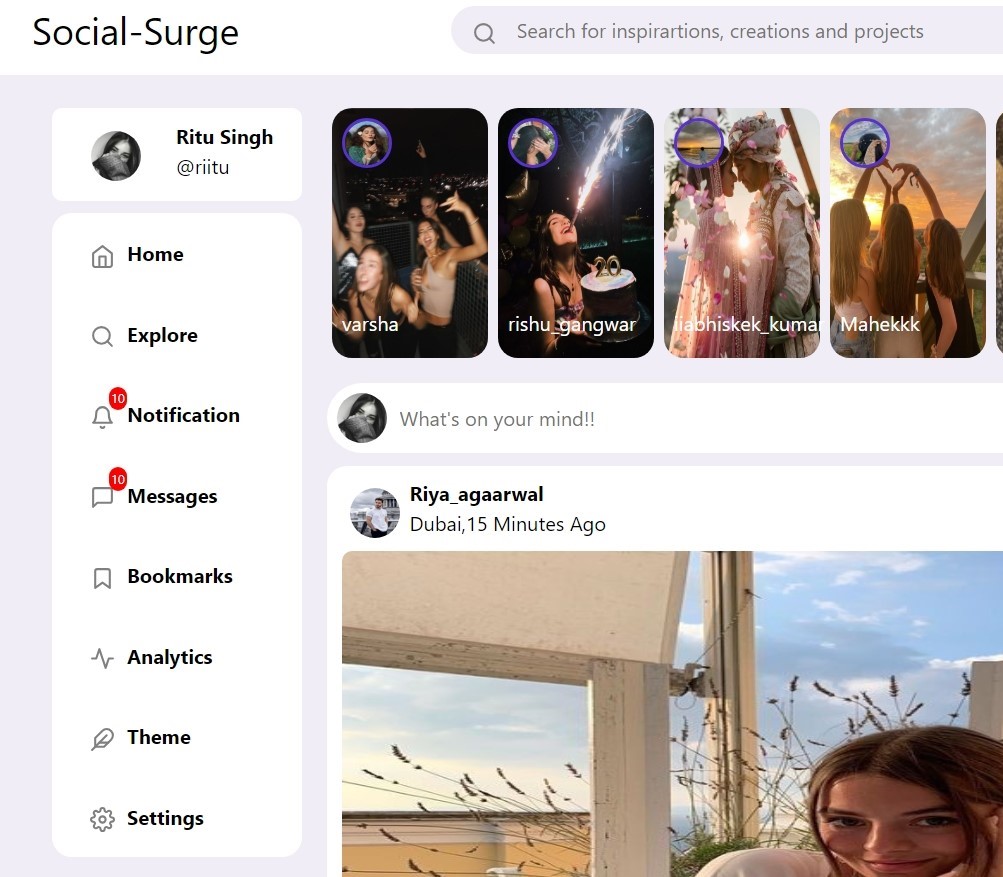 Social-Surge
Search for inspirartions, creations and projects
Ritu Singh
@riitu
Home
Explore
10
Notification
10
Messages
Bookmarks
Analytics
Theme
Settings
varsha
rishu_gangwar
20
iiabhiskek_kumar
Mahekkk
What's on your mind!!
Riya_agaarwal
Dubai,15 Minutes Ago